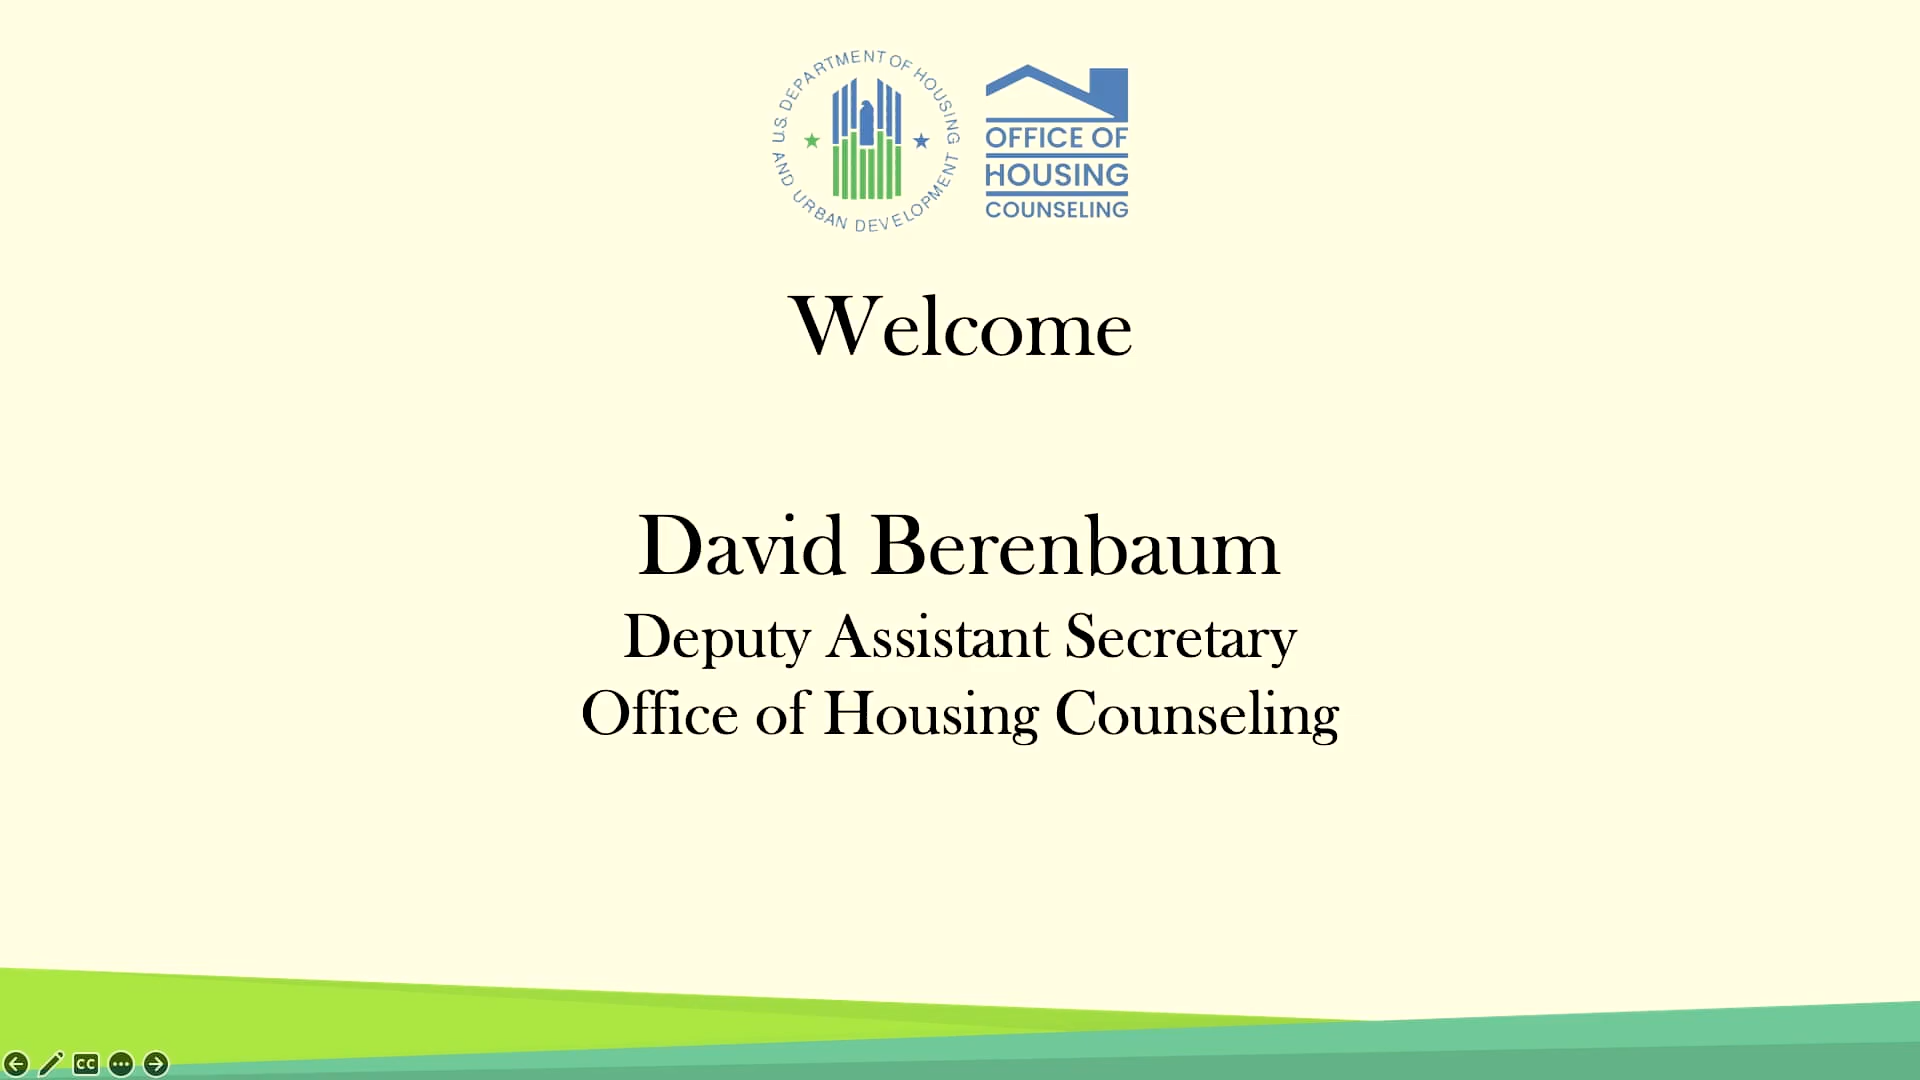 U.S. DEPARTMENT OF HOUSING
AND URBAN DEVELOPMENT
OFFICE OF
HOUSING
COUNSELING
Welcome
David Berenbaum
Deputy Assistant Secretary
Office of Housing Counseling
CC